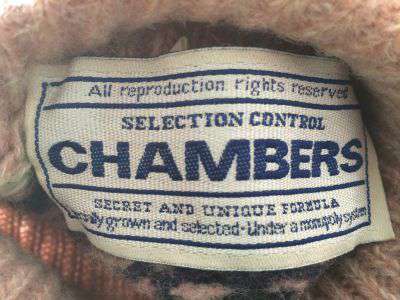 All reproduction rights reserved
SELECTION CONTROL
CHAMBERS
SECRET AND UNIQUE FORMULA
grown and selected-Under a monopoly system